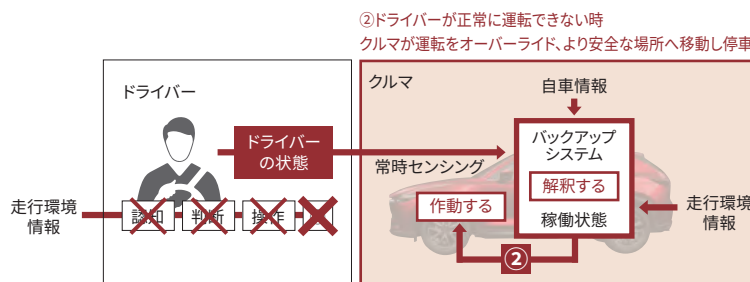 ②ドライバーが正常に運転できない時
クルマが運転をオーバーライド、より安全な場所へ移動し停車
ドライバー
クルマ
自車情報
ドライバー
の状態
バックアップ
システム
常時センシング
解釈する
作動する
稼働状態
走行環境
情報
認知
判断
操作
走行環境
情報
②